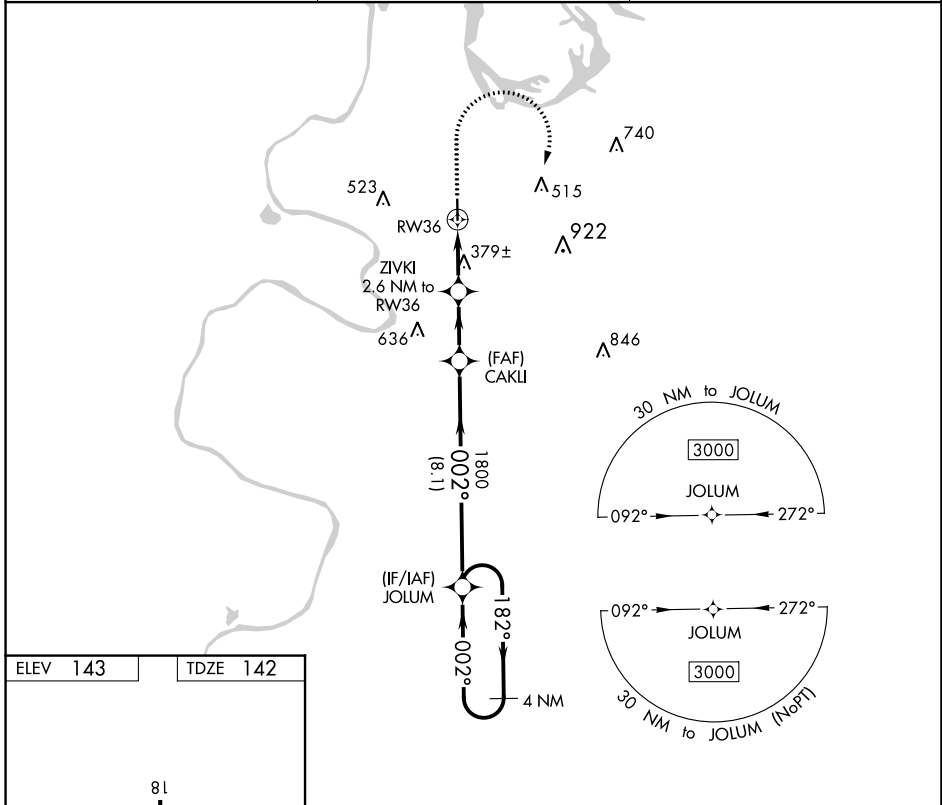 740
523
515
RW36
922
379±
ZIVKI
2.6 NM to
RW36
636
846
(FAF)
CAKLI
30 NM to JOLUM
3000
JOLUM
092°
272°
1800
002°
(8.1)
(IF/IAF)
JOLUM
182°
002°
4 NM
092°
272°
JOLUM
3000
30 NM to JOLUM (NoPT)
ELEV 143
TDZE 142
18